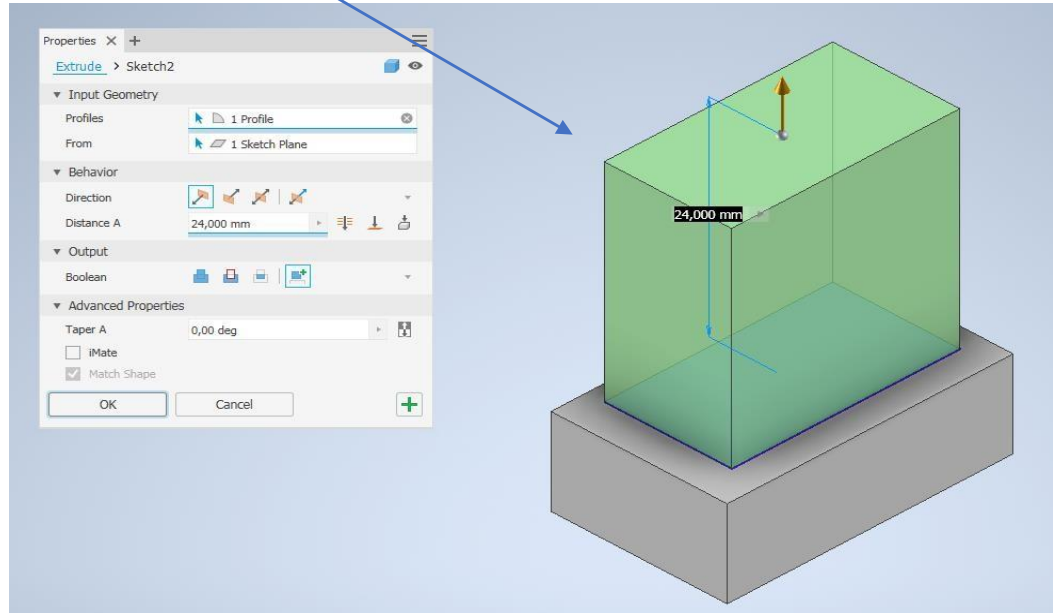 Properties × +
Extrude > Sketch2
Input Geometry
Profiles 1 Profile
From 1 Sketch Plane
Behavior
Direction
Distance A 24,000 mm
Output
Boolean
Advanced Properties
Taper A 0,00 deg
iMate
Match Shape
OK Cancel
24,000 mm